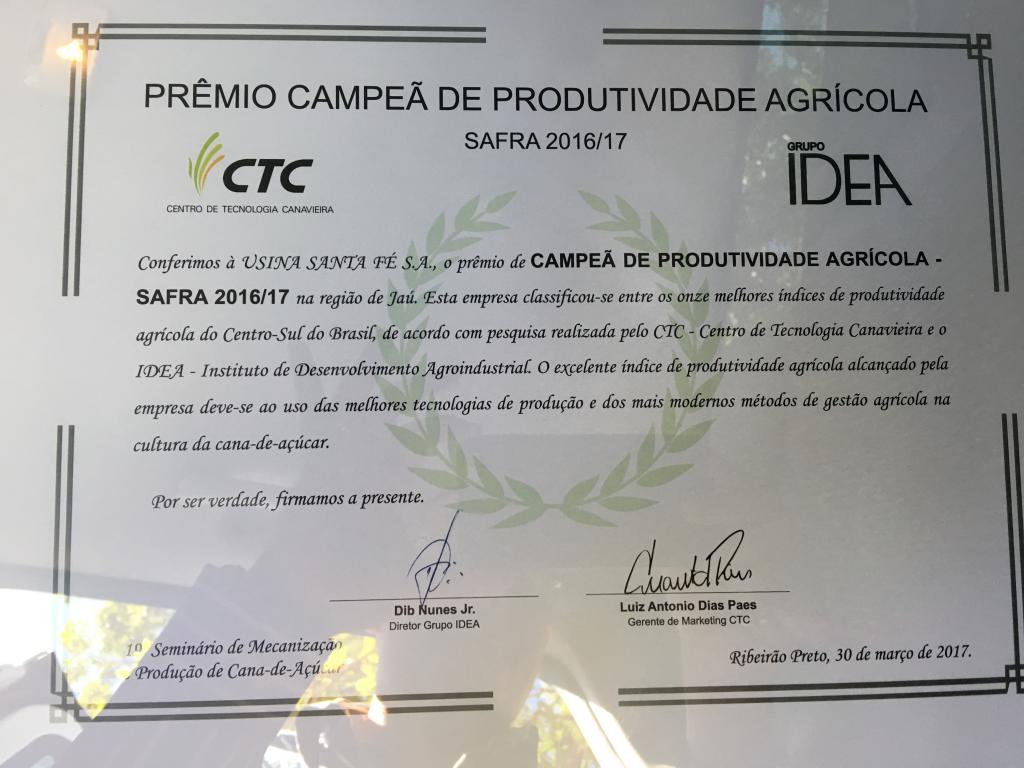 PRÊMIO CAMPEÃ DE PRODUTIVIDADE AGRÍCOLA
SAFRA 2016/17
CTC
CENTRO DE TECNOLOGIA CANAVIEIRA
GRUPO
IDEA
Conferimos à USINA SANTA FÉ S.A., o prêmio de CAMPEÃ DE PRODUTIVIDADE AGRÍCOLA -
SAFRA 2016/17 na região de Jaú. Esta empresa classificou-se entre os onze melhores índices de produtividade
agrícola do Centro-Sul do Brasil, de acordo com pesquisa realizada pelo CTC - Centro de Tecnologia Canavieira e o
IDEA - Instituto de Desenvolvimento Agroindustrial. O excelente índice de produtividade agrícola alcançado pela
empresa deve-se ao uso das melhores tecnologias de produção e dos mais modernos métodos de gestão agrícola na
cultura da cana-de-açúcar.
Por ser verdade, firmamos a presente.
Dib Nunes Jr.
Diretor Grupo IDEA
Luiz Antonio Dias Paes
Gerente de Marketing CTC
Seminário de Mecanização
Produção de Cana-de-Açúcar
Ribeirão Preto, 30 de março de 2017.